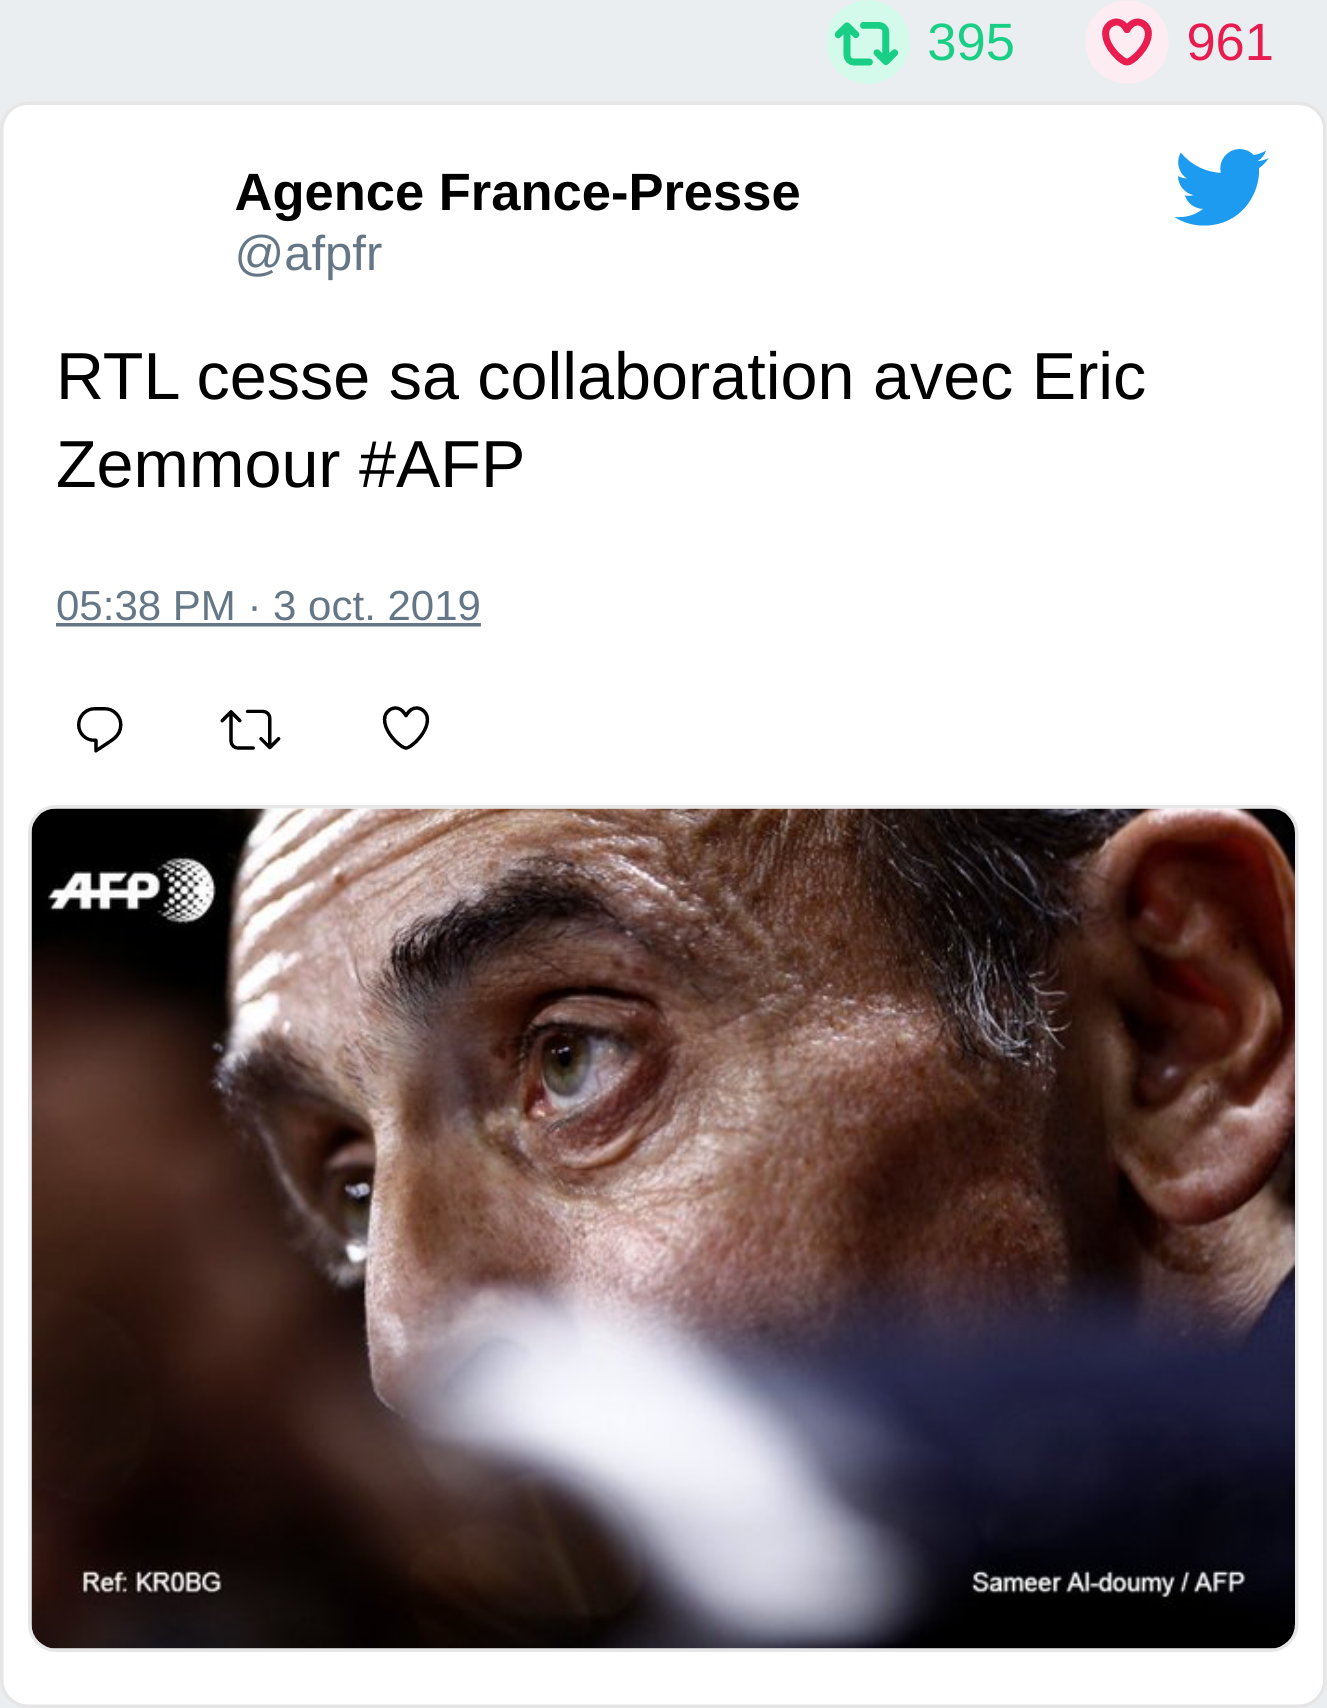 395 961
Agence France-Presse
@afpfr
RTL cesse sa collaboration avec Eric
Zemmour #AFP
05:38 PM · 3 oct. 2019
AFP
Ref: KR0BG Sameer Al-doumy / AFP